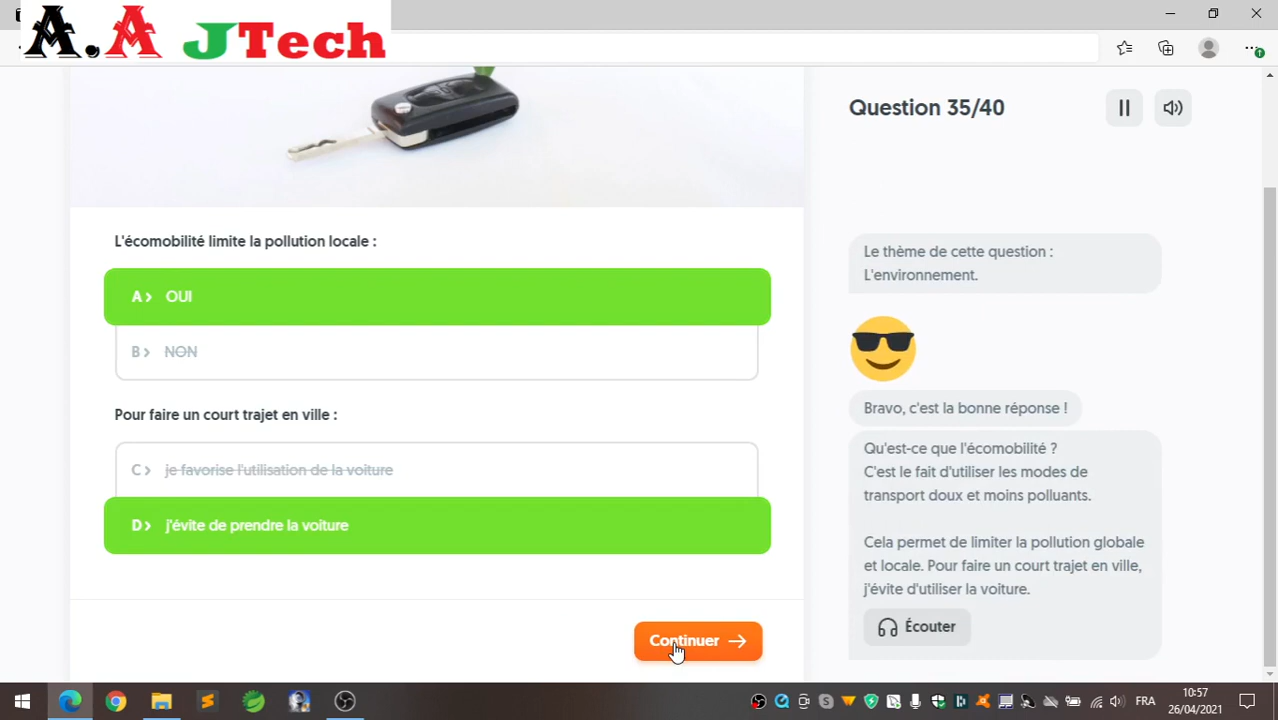 A.A JTech
Question 35/40
L'écomobilité limite la pollution locale :
A > OUI
B > NON
Pour faire un court trajet en ville :
C > je favorise l'utilisation de la voiture
D > j'évite de prendre la voiture
Continuer →
Le thème de cette question :
L'environnement.
Bravo, c'est la bonne réponse !
Qu'est-ce que l'écomobilité ?
C'est le fait d'utiliser les modes de
transport doux et moins polluants.
Cela permet de limiter la pollution globale
et locale. Pour faire un court trajet en ville,
j'évite d'utiliser la voiture.
Écouter
FRA
10:57
26/04/2021